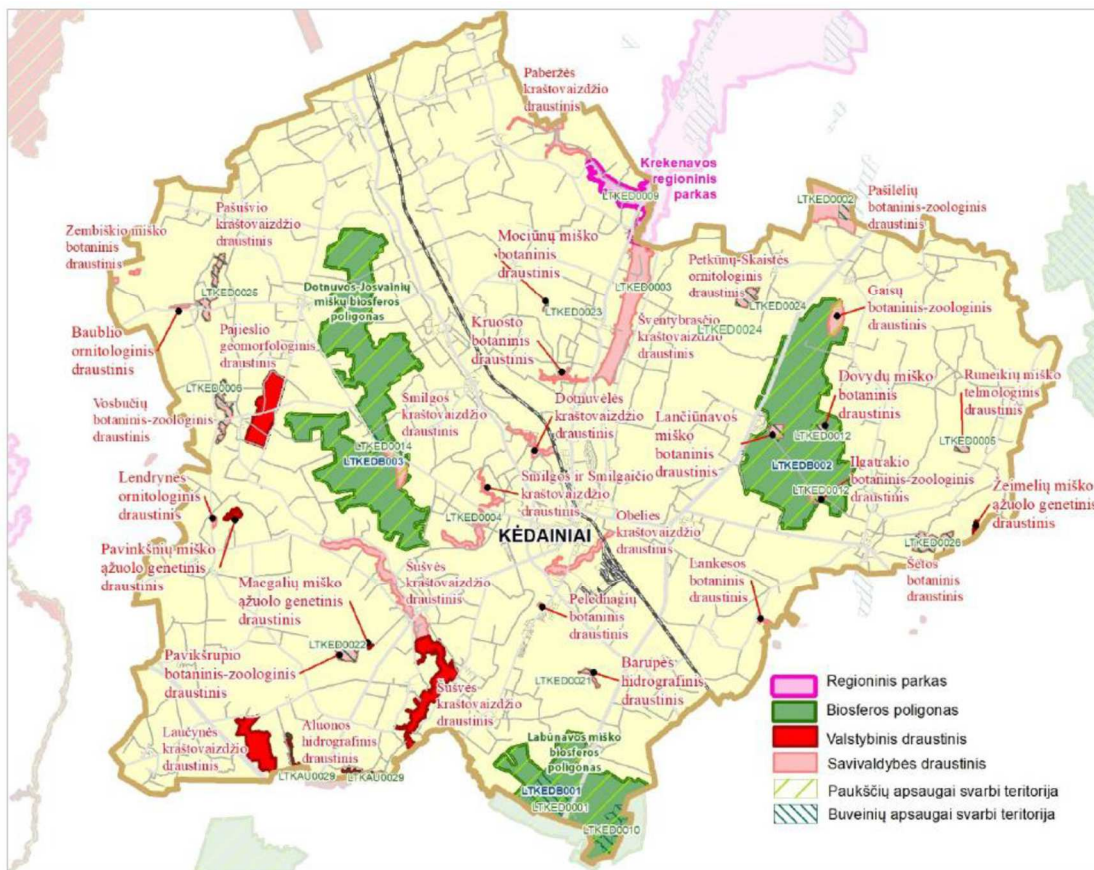 Paberžės
kraštovaizdžio
draustinis
Krekenavos
regioninis
parkas
LTKED0009
LTKED0002
Pašilelių
botaninis-zoologinis
draustinis
Zembiškio miško
botaninis
draustinis
Pašušvio
kraštovaizdžio
draustinis
LTKED0025
Mociūnų miško
botaninis
draustinis
LTKED0023
LTKED0003
Petkūnų-Skaistės
ornitologinis
draustinis
LTKED0024
LTKED0024
Gaisų
botaninis-zoologinis
draustinis
Dotnuvos-Josvainių
miškų biosferos
poligonas
Baublio
ornitologinis
draustinis
Pajieslio
geomorfologinis
draustinis
Kruosto
botaninis
draustinis
Šventybrasčio
kraštovaizdžio
draustinis
Dovydų miško
botaninis
draustinis
Runeikių miško
telmologinis
draustinis
LTKED0005
LTKED0006
Vosbučių
botaninis-zoologinis
draustinis
Smilgos
kraštovaizdžio
draustinis
LTKED0014
LTKEDB003
Dotnuvėlės
kraštovaizdžio
draustinis
Lančiūnavos
miško
botaninis
draustinis
LTKED0012
LTKEDB002
Ilgatrakio
botaninis-zoologinis
draustinis
LTKED0012
Lendrynės
ornitologinis
draustinis
Smilgos ir Smilgaičio
kraštovaizdžio
draustinis
LTKED0004
KĖDAINIAI
Obelies
kraštovaizdžio
draustinis
Žeimelių miško
ąžuolo genetinis
draustinis
LTKED0026
Šėtos
botaninis
draustinis
Pavinkšnių miško
ąžuolo genetinis
draustinis
Šušvės
kraštovaizdžio
draustinis
Lankesos
botaninis
draustinis
Maegalių miško
ąžuolo genetinis
draustinis
LTKED0022
Pelėdnagių
botaninis
draustinis
Pavikšrupio
botaninis-zoologinis
draustinis
Šušvės
kraštovaizdžio
draustinis
LTKED0021
Barupės
hidrografinis
draustinis
Laučynės
kraštovaizdžio
draustinis
Aluonos
hidrografinis
draustinis
LTKAU0029
LTKAU0029
Labūnavos miško
biosferos
poligonas
LTKEDB001
LTKED0001
LTKED0010
Regioninis parkas
Biosferos poligonas
Valstybinis draustinis
Savivaldybės draustinis
Paukščių apsaugai svarbi teritorija
Buveinių apsaugai svarbi teritorija